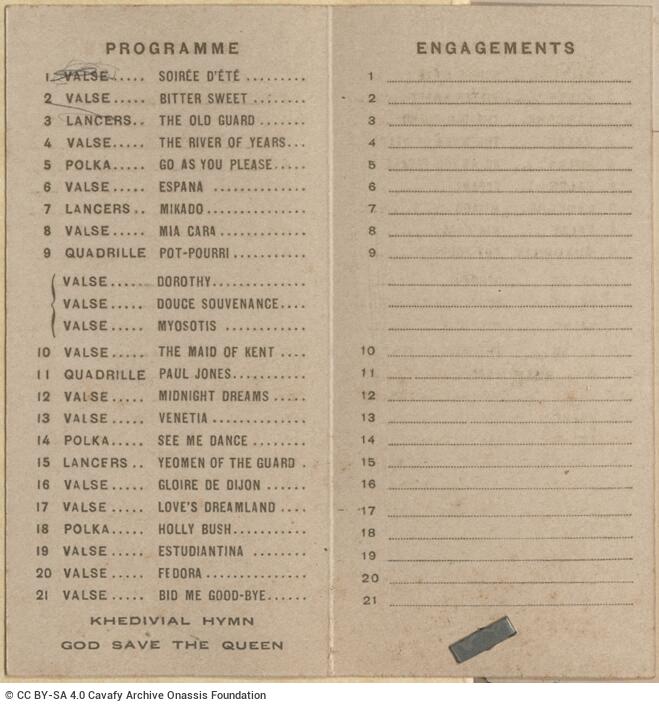 PROGRAMME
1 VALSE..... SOIRÉE D'ÉTÉ .........
2 VALSE..... BITTER SWEET ........
3 LANCERS.. THE OLD GUARD .......
4 VALSE..... THE RIVER OF YEARS...
5 POLKA..... GO AS YOU PLEASE.....
6 VALSE..... ESPANA ..............
7 LANCERS.. MIKADO...............
8 VALSE..... MIA CARA .............
9 QUADRILLE POT-POURRI ...........
VALSE...... DOROTHY..............
VALSE...... DOUCE SOUVENANCE....
VALSE...... MYOSOTIS ............
10 VALSE..... THE MAID OF KENT ....
11 QUADRILLE PAUL JONES...........
12 VALSE..... MIDNIGHT DREAMS .....
13 VALSE..... VENETIA ..............
14 POLKA..... SEE ME DANCE ........
15 LANCERS .. YEOMEN OF THE GUARD .
16 VALSE..... GLOIRE DE DIJON ......
17 VALSE..... LOVE'S DREAMLAND ....
18 POLKA..... HOLLY BUSH...........
19 VALSE..... ESTUDIANTINA ........
20 VALSE..... FEDORA ...............
21 VALSE..... BID ME GOOD-BYE......
KHEDIVIAL HYMN
GOD SAVE THE QUEEN
ENGAGEMENTS
1
2
3
4
5
6
7
8
9
10
11
12
13
14
15
16
17
18
19
20
21
© CC BY-SA 4.0 Cavafy Archive Onassis Foundation